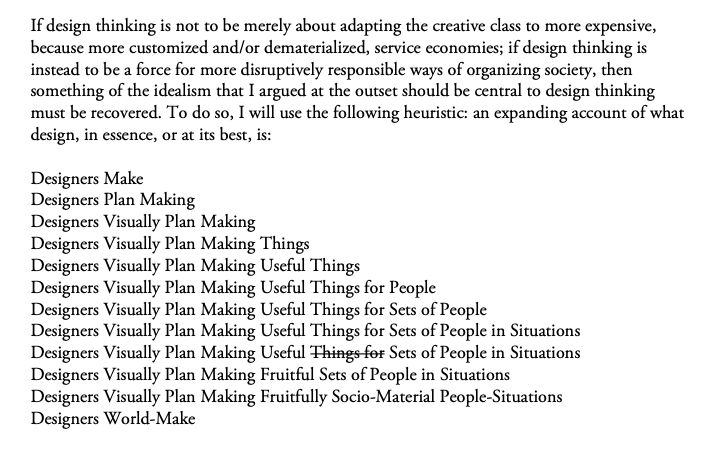 If design thinking is not to be merely about adapting the creative class to more expensive,
because more customized and/or dematerialized, service economies; if design thinking is
instead to be a force for more disruptively responsible ways of organizing society, then
something of the idealism that I argued at the outset should be central to design thinking
must be recovered. To do so, I will use the following heuristic: an expanding account of what
design, in essence, or at its best, is:
Designers Make
Designers Plan Making
Designers Visually Plan Making
Designers Visually Plan Making Things
Designers Visually Plan Making Useful Things
Designers Visually Plan Making Useful Things for People
Designers Visually Plan Making Useful Things for Sets of People
Designers Visually Plan Making Useful Things for Sets of People in Situations
Designers Visually Plan Making Useful Things for Sets of People in Situations
Designers Visually Plan Making Fruitful Sets of People in Situations
Designers Visually Plan Making Fruitfully Socio-Material People-Situations
Designers World-Make